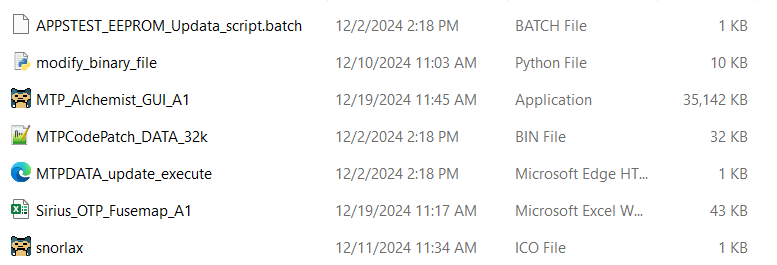 APPSTEST_EEPROM_Updata_script.batch 12/2/2024 2:18 PM BATCH File 1 KB
modify_binary_file 12/10/2024 11:03 AM Python File 10 KB
MTP_Alchemist_GUI_A1 12/19/2024 11:45 AM Application 35,142 KB
MTPCodePatch_DATA_32k 12/2/2024 2:18 PM BIN File 32 KB
MTPDATA_update_execute 12/2/2024 2:18 PM Microsoft Edge HT... 1 KB
Sirius_OTP_Fusemap_A1 12/19/2024 11:17 AM Microsoft Excel W... 43 KB
snorlax 12/11/2024 11:34 AM ICO File 1 KB